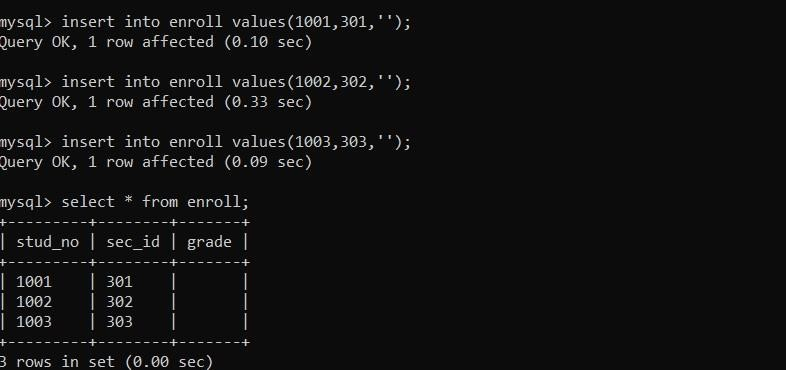 mysql> insert into enroll values(1001,301,'');
Query OK, 1 row affected (0.10 sec)
mysql> insert into enroll values(1002,302,'');
Query OK, 1 row affected (0.33 sec)
mysql> insert into enroll values(1003,303,'');
Query OK, 1 row affected (0.09 sec)
mysql> select * from enroll;
+---------+--------+-------+
| stud_no | sec_id | grade |
+---------+--------+-------+
| 1001    | 301    |       |
| 1002    | 302    |       |
| 1003    | 303    |       |
+---------+--------+-------+
3 rows in set (0.00 sec)